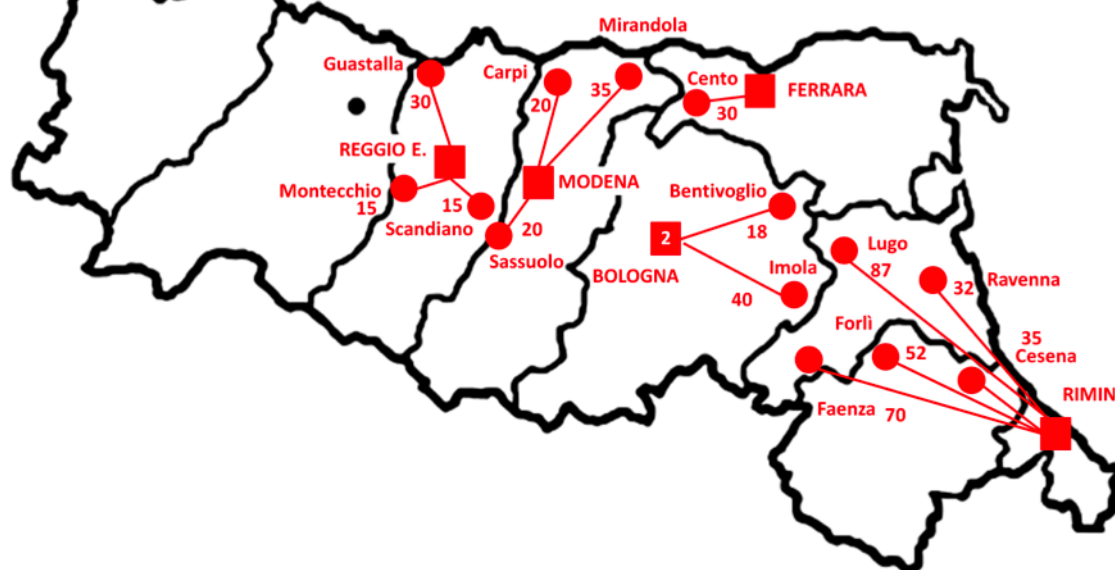 Mirandola
Guastalla
Carpi
Cento
35
20
30
FERRARA
30
REGGIO E.
Montecchio
15
15
Scandiano
MODENA
20
Sassuolo
Bentivoglio
18
2
BOLOGNA
Imola
40
Lugo
87
Ravenna
32
Forlì
52
35
Cesena
RIMIN
Faenza 70